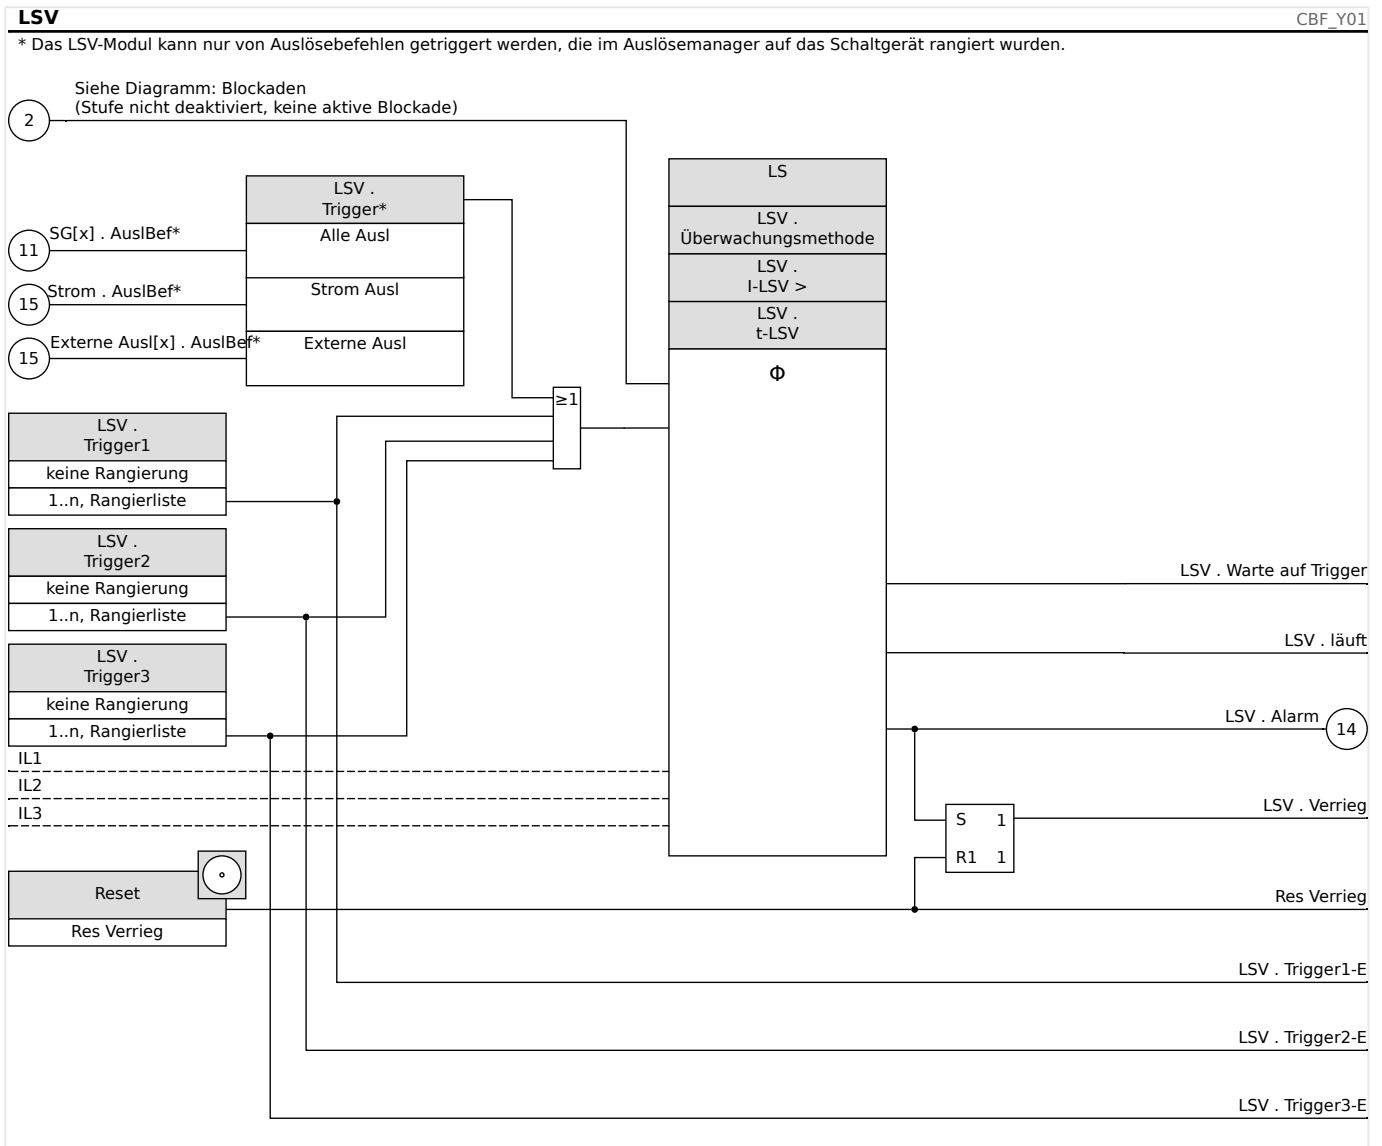 LSV
CBF_Y01
* Das LSV-Modul kann nur von Auslösebefehlen getriggert werden, die im Auslösemanager auf das Schaltgerät rangiert wurden.
Siehe Diagramm: Blockaden
(Stufe nicht deaktiviert, keine aktive Blockade)
2
LSV .
Trigger*
SG[x] . AuslBef*
11
Alle Ausl
Strom . AuslBef*
15
Strom Ausl
Externe Ausl[x] . AuslBef*
15
Externe Ausl
LS
LSV .
Überwachungsmethode
LSV .
I-LSV >
LSV .
t-LSV
Φ
≥1
LSV .
Trigger1
keine Rangierung
1..n, Rangierliste
LSV .
Trigger2
keine Rangierung
1..n, Rangierliste
LSV .
Trigger3
keine Rangierung
1..n, Rangierliste
IL1
IL2
IL3
LSV . Warte auf Trigger
LSV . läuft
LSV . Alarm
14
S 1
R1 1
LSV . Verrieg
Reset
Res Verrieg
Res Verrieg
LSV . Trigger1-E
LSV . Trigger2-E
LSV . Trigger3-E